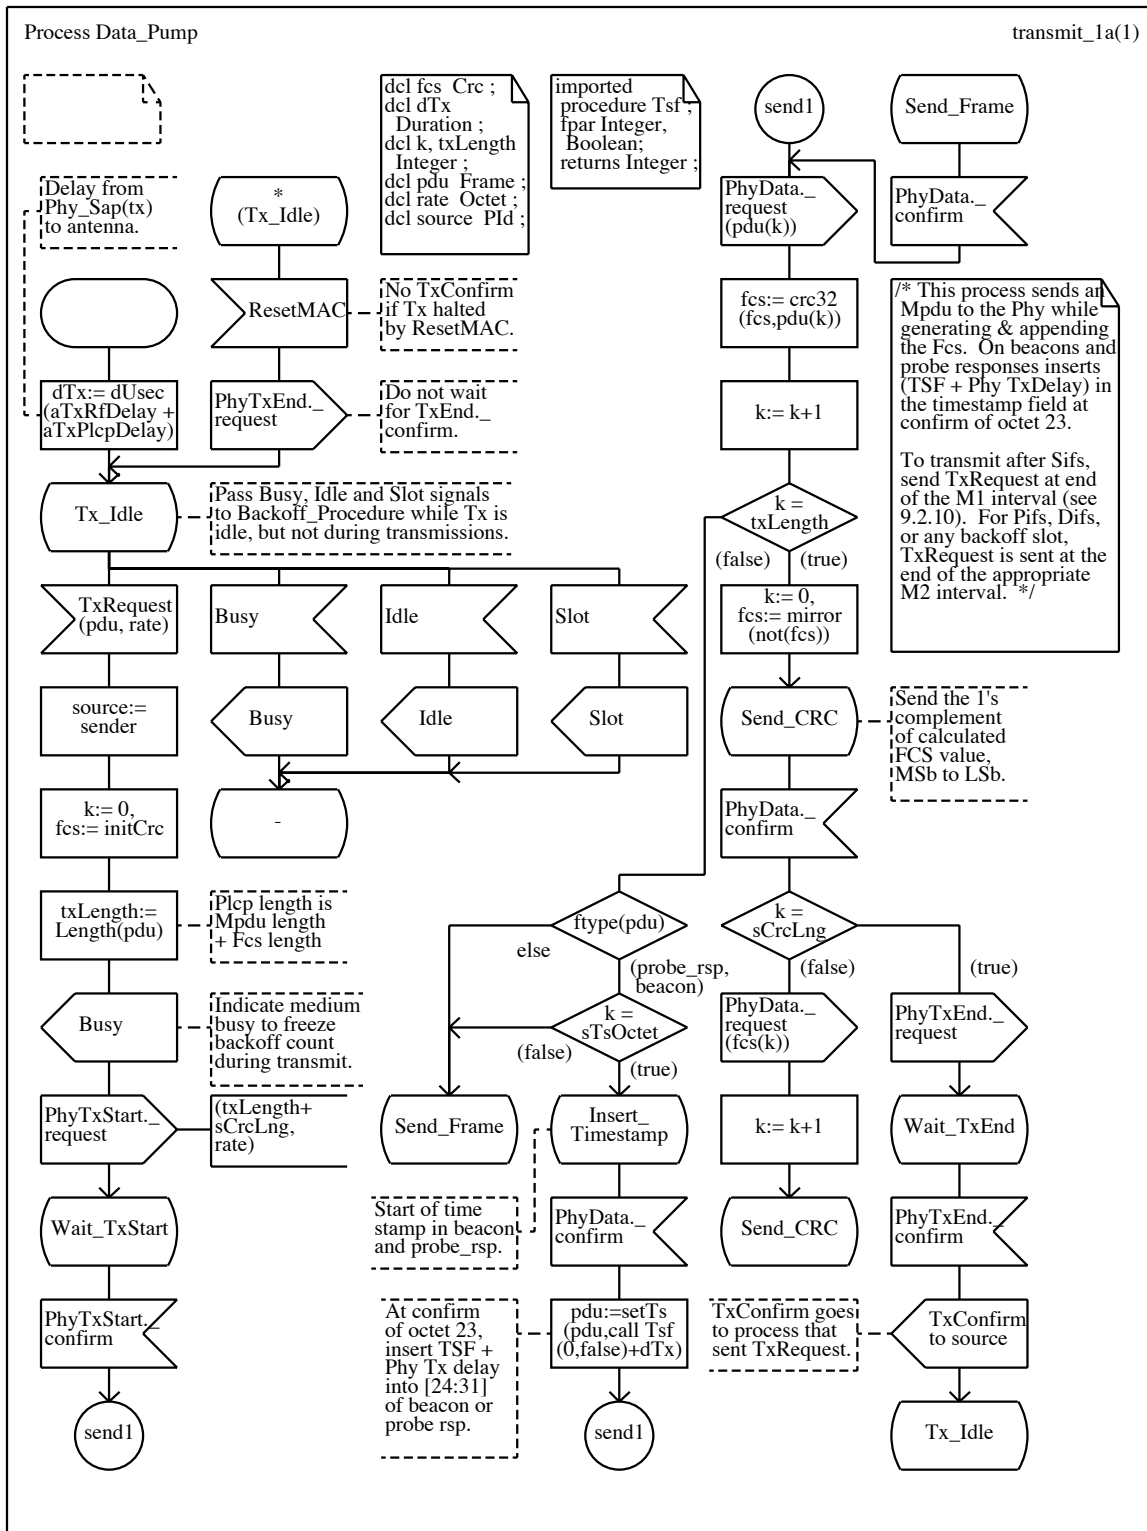 Process Data_Pump
transmit_1a(1)
dcl fcs Crc ;
dcl dTx
Duration ;
dcl k, txLength
Integer ;
dcl pdu Frame ;
dcl rate Octet ;
dcl source PId ;
imported
procedure Tsf ;
fpar Integer,
Boolean;
returns Integer ;
send1
Send_Frame
Delay from
Phy_Sap(tx)
to antenna.
*
(Tx_Idle)
PhyData._
request
(pdu(k))
PhyData._
confirm
ResetMAC
No TxConfirm
if Tx halted
by ResetMAC.
fcs:= crc32
(fcs,pdu(k))
/* This process sends an
Mpdu to the Phy while
generating & appending
the Fcs. On beacons and
probe responses inserts
(TSF + Phy TxDelay) in
the timestamp field at
confirm of octet 23.
To transmit after Sifs,
send TxRequest at end
of the M1 interval (see
9.2.10). For Pifs, Difs,
or any backoff slot,
TxRequest is sent at the
end of the appropriate
M2 interval. */
dTx:= dUsec
(aTxRfDelay +
aTxPlcpDelay)
PhyTxEnd._
request
Do not wait
for TxEnd._
confirm.
k:= k+1
Tx_Idle
Pass Busy, Idle and Slot signals
to Backoff_Procedure while Tx is
idle, but not during transmissions.
k =
txLength
(false)
(true)
TxRequest
(pdu, rate)
Busy
Idle
Slot
k:= 0,
fcs:= mirror
(not(fcs))
source:=
sender
Busy
Idle
Slot
Send_CRC
Send the 1's
complement
of calculated
FCS value,
MSb to LSb.
k:= 0,
fcs:= initCrc
-
PhyData._
confirm
txLength:=
Length(pdu)
Plcp length is
Mpdu length
+ Fcs length
ftype(pdu)
else
(probe_rsp,
beacon)
k =
sCrcLng
(false)
(true)
Busy
Indicate medium
busy to freeze
backoff count
during transmit.
k =
sTsOctet
(false)
(true)
PhyData._
request
(fcs(k))
PhyTxEnd._
request
PhyTxStart._
request
(txLength+
sCrcLng,
rate)
Send_Frame
Insert_
Timestamp
k:= k+1
Wait_TxEnd
Wait_TxStart
Start of time
stamp in beacon
and probe_rsp.
PhyData._
confirm
Send_CRC
PhyTxEnd._
confirm
PhyTxStart._
confirm
At confirm
of octet 23,
insert TSF +
Phy Tx delay
into [24:31]
of beacon or
probe rsp.
pdu:=setTs
(pdu,call Tsf
(0,false)+dTx)
TxConfirm goes
to process that
sent TxRequest.
TxConfirm
to source
send1
send1
Tx_Idle